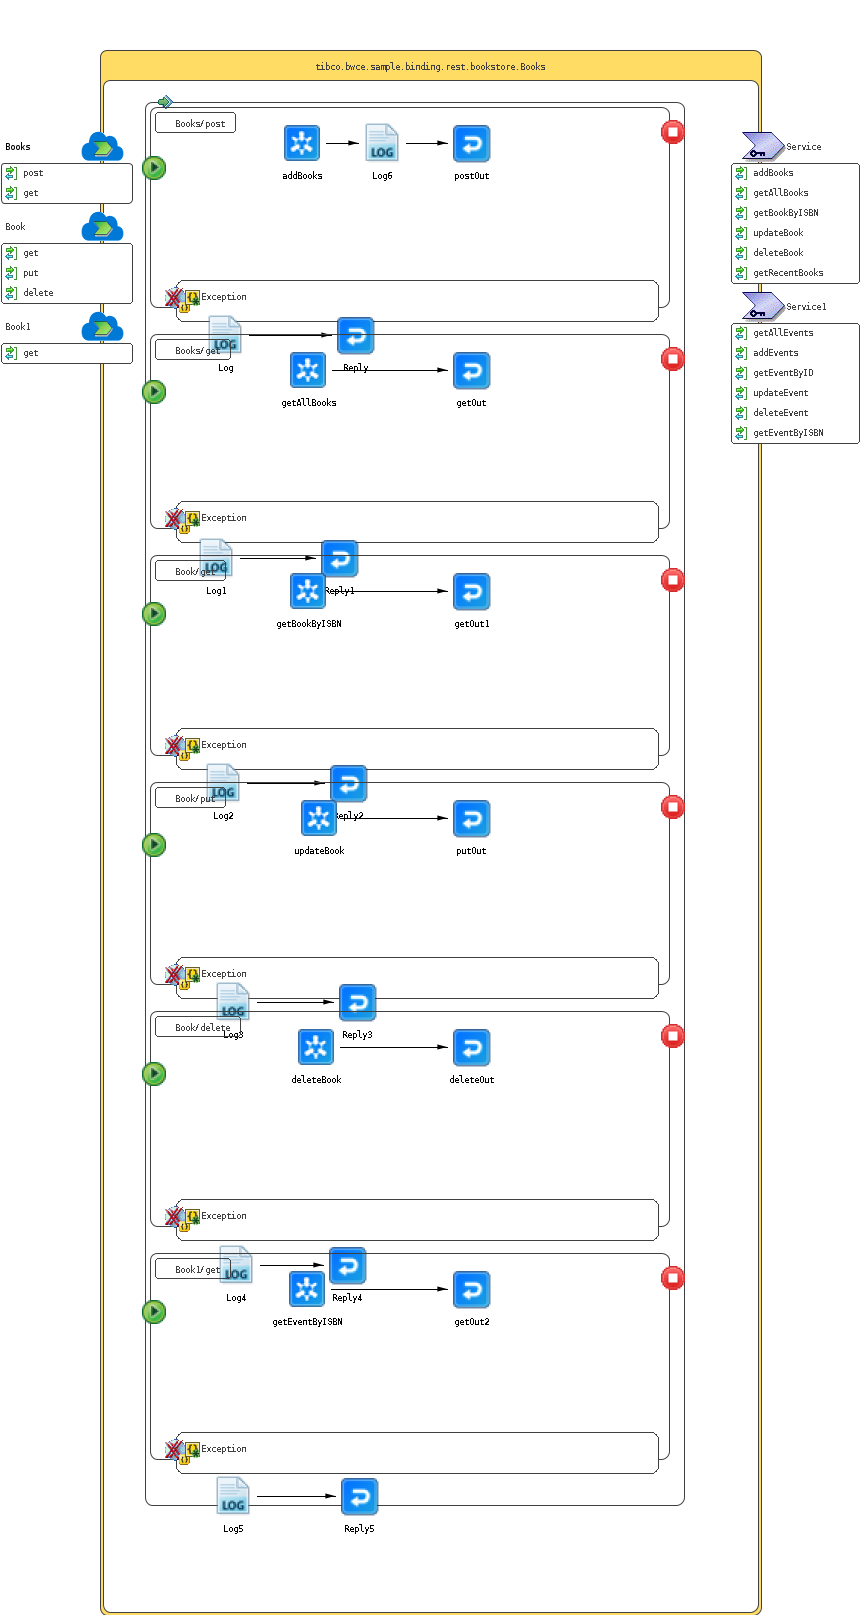 tibco.bwce.sample.binding.rest.bookstore.Books
Books
post
get
Book
get
put
delete
Book1
get
Service
addBooks
getAllBooks
getBookByISBN
updateBook
deleteBook
getRecentBooks
Service1
getAllEvents
addEvents
getEventByID
updateEvent
deleteEvent
getEventByISBN
Books/post
addBooks
LOG
Log6
postOut
Exception
LOG
Log
Reply
Books/get
getAllBooks
getOut
Exception
LOG
Log1
Reply1
Book/get
getBookByISBN
getOut1
Exception
LOG
Log2
Reply2
Book/put
updateBook
putOut
Exception
LOG
Log3
Reply3
Book/delete
deleteBook
deleteOut
Exception
LOG
Log4
Reply4
Book1/get
getEventByISBN
getOut2
Exception
LOG
Log5
Reply5